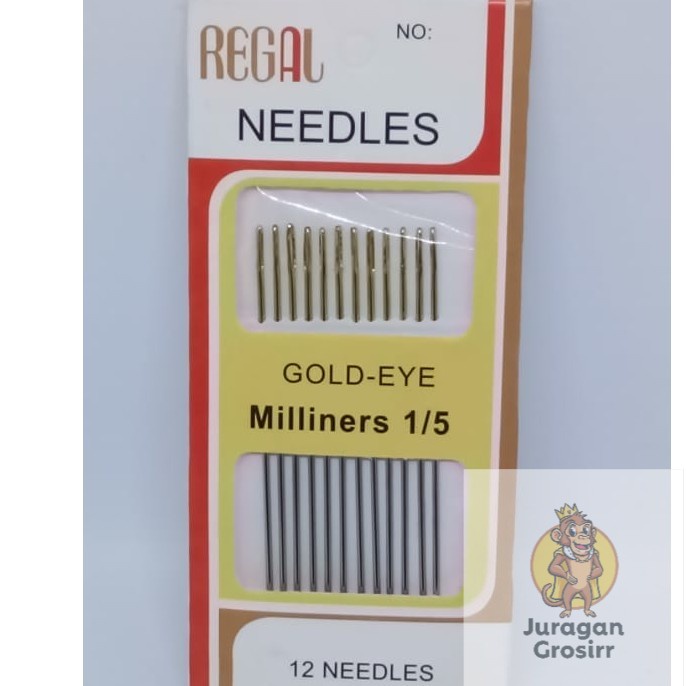 REGAL
NO:
NEEDLES
GOLD-EYE
Milliners 1/5
12 NEEDLES
Juragan
Grosirr